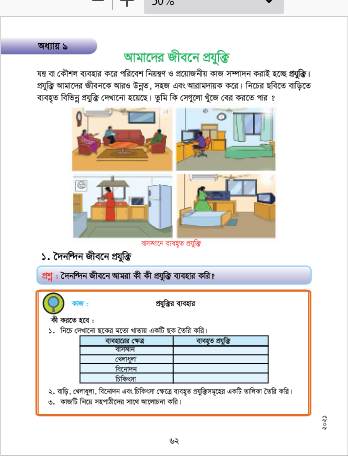 50%
অধ্যায় ৯
আমাদের জীবনে প্রযুক্তি
যন্ত্র বা কৌশল ব্যবহার করে পরিবেশ নিয়ন্ত্রণ ও প্রয়োজনীয় কাজ সম্পাদন করাই হচ্ছে প্রযুক্তি।
প্রযুক্তি আমাদের জীবনকে আরও উন্নত, সহজ এবং আরামদায়ক করে। নিচের ছবিতে বাড়িতে
ব্যবহৃত বিভিন্ন প্রযুক্তি দেখানো হয়েছে। তুমি কি সেগুলো খুঁজে বের করতে পার ?
বাসস্থানে ব্যবহৃত প্রযুক্তি
১. দৈনন্দিন জীবনে প্রযুক্তি
প্রশ্ন : দৈনন্দিন জীবনে আমরা কী কী প্রযুক্তি ব্যবহার করি?
কাজ : প্রযুক্তির ব্যবহার
কী করতে হবে :
১. নিচে দেখানো ছকের মতো খাতায় একটি ছক তৈরি করি।
ব্যবহারের ক্ষেত্র ব্যবহৃত প্রযুক্তি
বাসস্থান
খেলাধুলা
বিনোদন
চিকিৎসা
২. বাড়ি, খেলাধুলা, বিনোদন এবং চিকিৎসা ক্ষেত্রে ব্যবহৃত প্রযুক্তিসমূহের একটি তালিকা তৈরি করি।
৩. কাজটি নিয়ে সহপাঠীদের সাথে আলোচনা করি।
২০২১
৬২